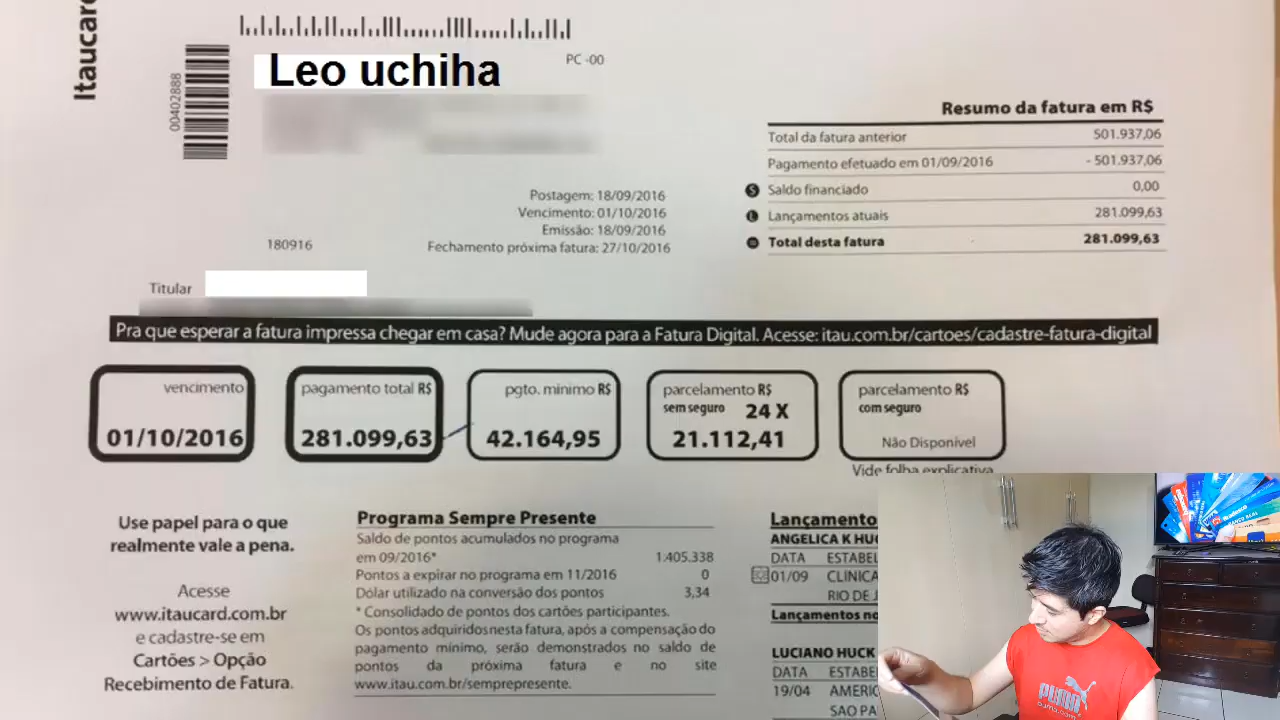 Itaucard
00402888
Leo uchiha
PC -00
Resumo da fatura em R$
Total da fatura anterior 501.937,06
Pagamento efetuado em 01/09/2016 - 501.937,06
S Saldo financiado 0,00
L Lançamentos atuais 281.099,63
Total desta fatura 281.099,63
Postagem: 18/09/2016
Vencimento: 01/10/2016
Emissão: 18/09/2016
180916 Fechamento próxima fatura: 27/10/2016
Titular
Pra que esperar a fatura impressa chegar em casa? Mude agora para a Fatura Digital. Acesse: itau.com.br/cartoes/cadastre-fatura-digital
vencimento
01/10/2016
pagamento total R$
281.099,63
pgto. mínimo R$
42.164,95
parcelamento R$
sem seguro 24 X
21.112,41
parcelamento R$
com seguro
Não Disponível
Vide folha explicativa
Use papel para o que
realmente vale a pena.
Acesse
www.itaucard.com.br
e cadastre-se em
Cartões > Opção
Recebimento de Fatura.
Programa Sempre Presente
Saldo de pontos acumulados no programa
em 09/2016* 1.405.338
Pontos a expirar no programa em 11/2016 0
Dólar utilizado na conversão dos pontos 3,34
* Consolidado de pontos dos cartões participantes.
Os pontos adquiridos nesta fatura, após a compensação do
pagamento mínimo, serão demonstrados no saldo de
pontos da próxima fatura e no site
www.itau.com.br/semprepresente.
Lançamento
ANGELICA K HUC
DATA ESTABEL
01/09 CLINICA
RIO DE J
Lançamentos no
LUCIANO HUCK
DATA ESTABEL
19/04 AMERIC
SAO PA
PUMA